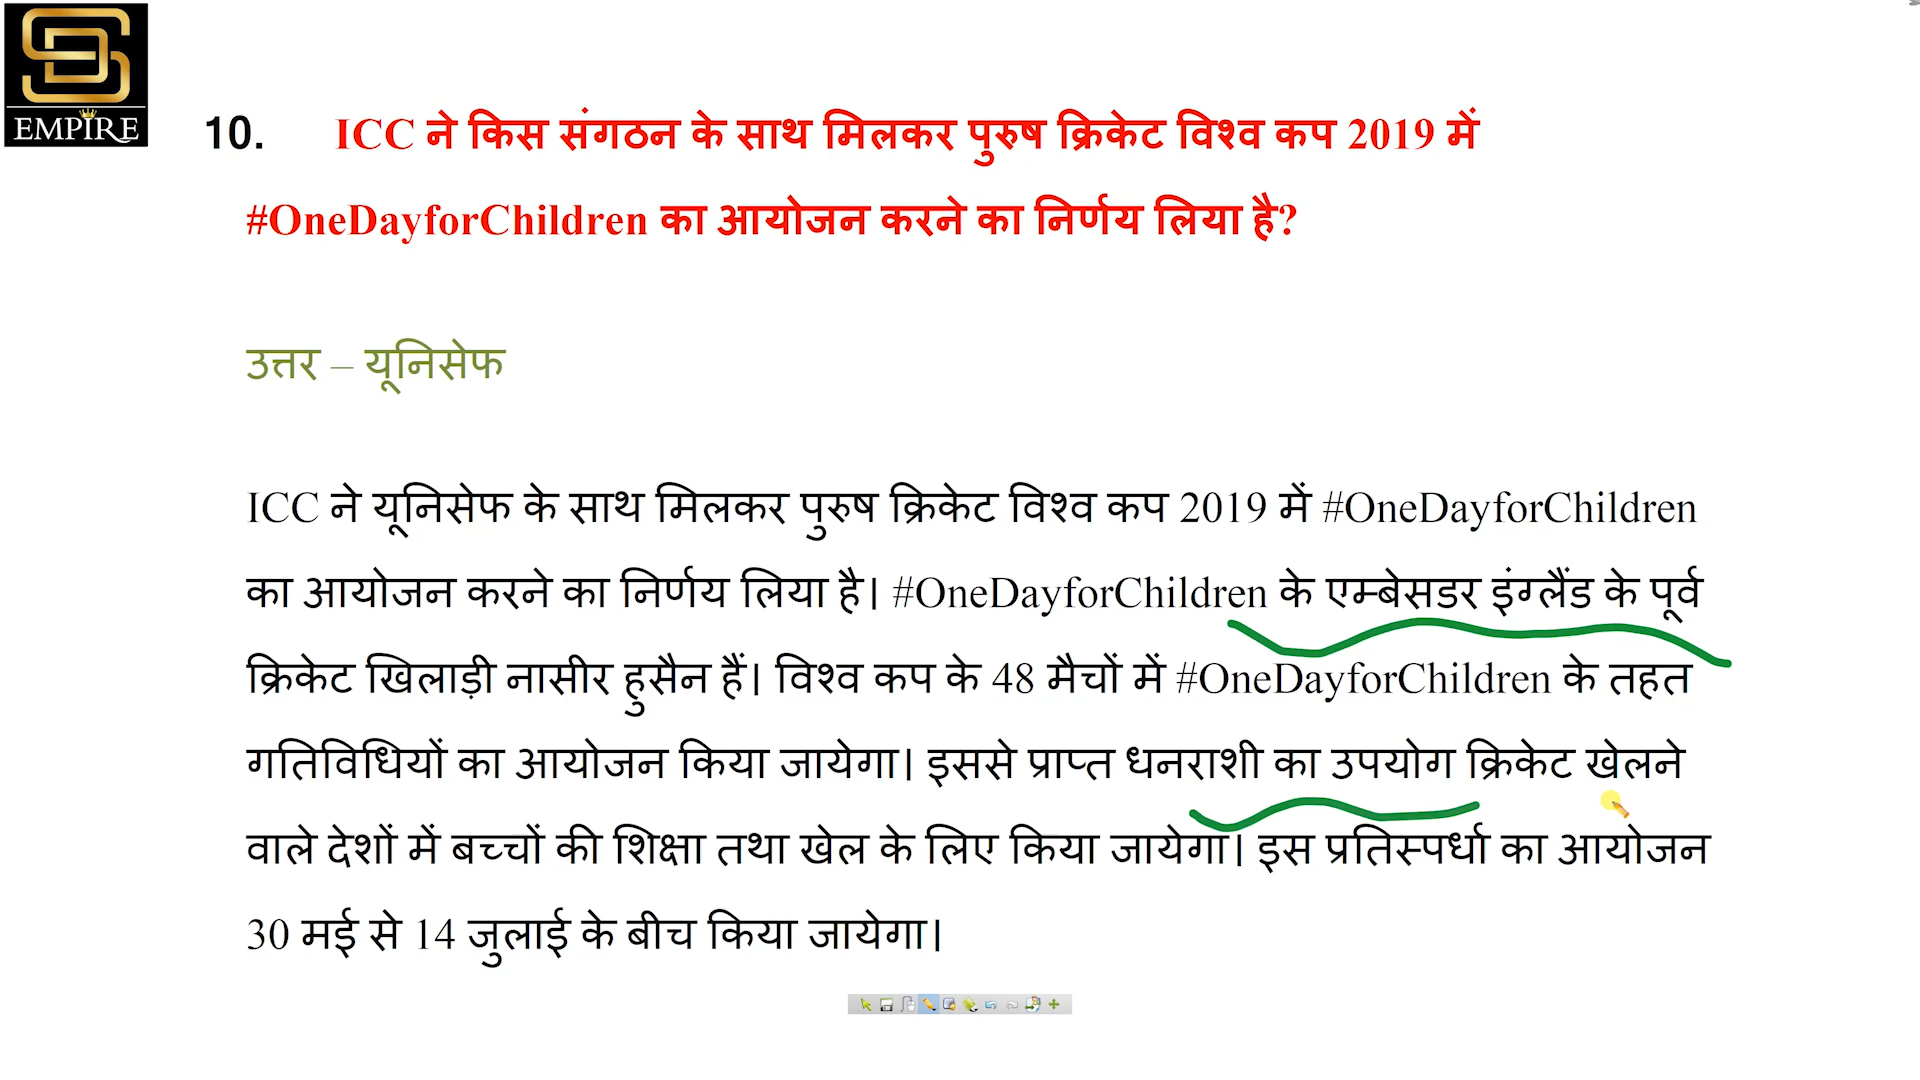 SD
EMPIRE
10. ICC ने किस संगठन के साथ मिलकर पुरुष क्रिकेट विश्व कप 2019 में
#OneDayforChildren का आयोजन करने का निर्णय लिया है?
उत्तर – यूनिसेफ
ICC ने यूनिसेफ के साथ मिलकर पुरुष क्रिकेट विश्व कप 2019 में #OneDayforChildren
का आयोजन करने का निर्णय लिया है। #OneDayforChildren के एम्बेसडर इंग्लैंड के पूर्व
क्रिकेट खिलाड़ी नासीर हुसैन हैं। विश्व कप के 48 मैचों में #OneDayforChildren के तहत
गतिविधियों का आयोजन किया जायेगा। इससे प्राप्त धनराशी का उपयोग क्रिकेट खेलने
वाले देशों में बच्चों की शिक्षा तथा खेल के लिए किया जायेगा। इस प्रतिस्पर्धा का आयोजन
30 मई से 14 जुलाई के बीच किया जायेगा।